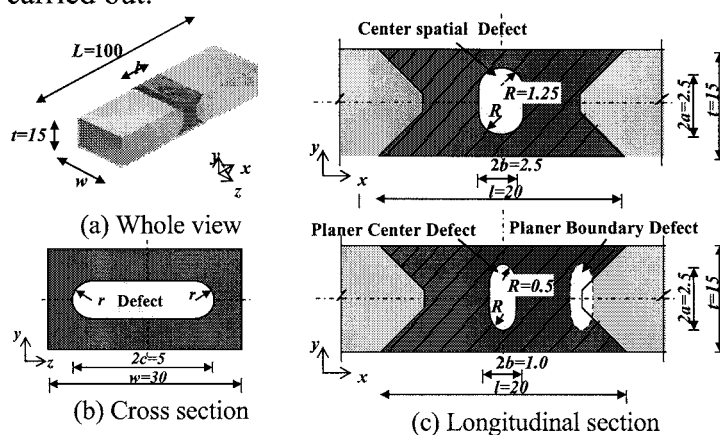 carried out.
L=100
l
t=15
w
y
x
z
(a) Whole view
r Defect r
y
z
2c=5
w=30
(b) Cross section
Center spatial Defect
R=1.25
R
2a=2.5
t=15
y
x
2b=2.5
l=20
Planer Center Defect
Planer Boundary Defect
R=0.5
R
2a=2.5
t=15
y
x
2b=1.0
l=20
(c) Longitudinal section